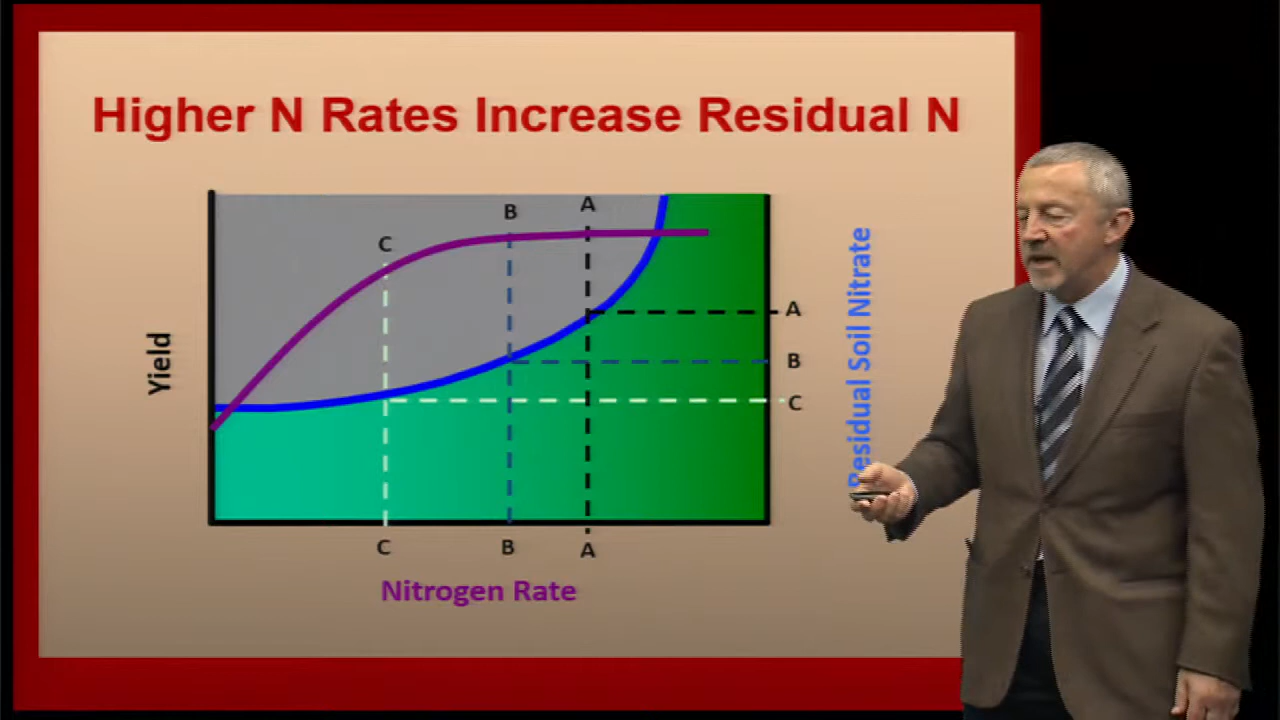 Higher N Rates Increase Residual N
B
A
C
Yield
A
B
C
Residual Soil Nitrate
C
B
A
Nitrogen Rate